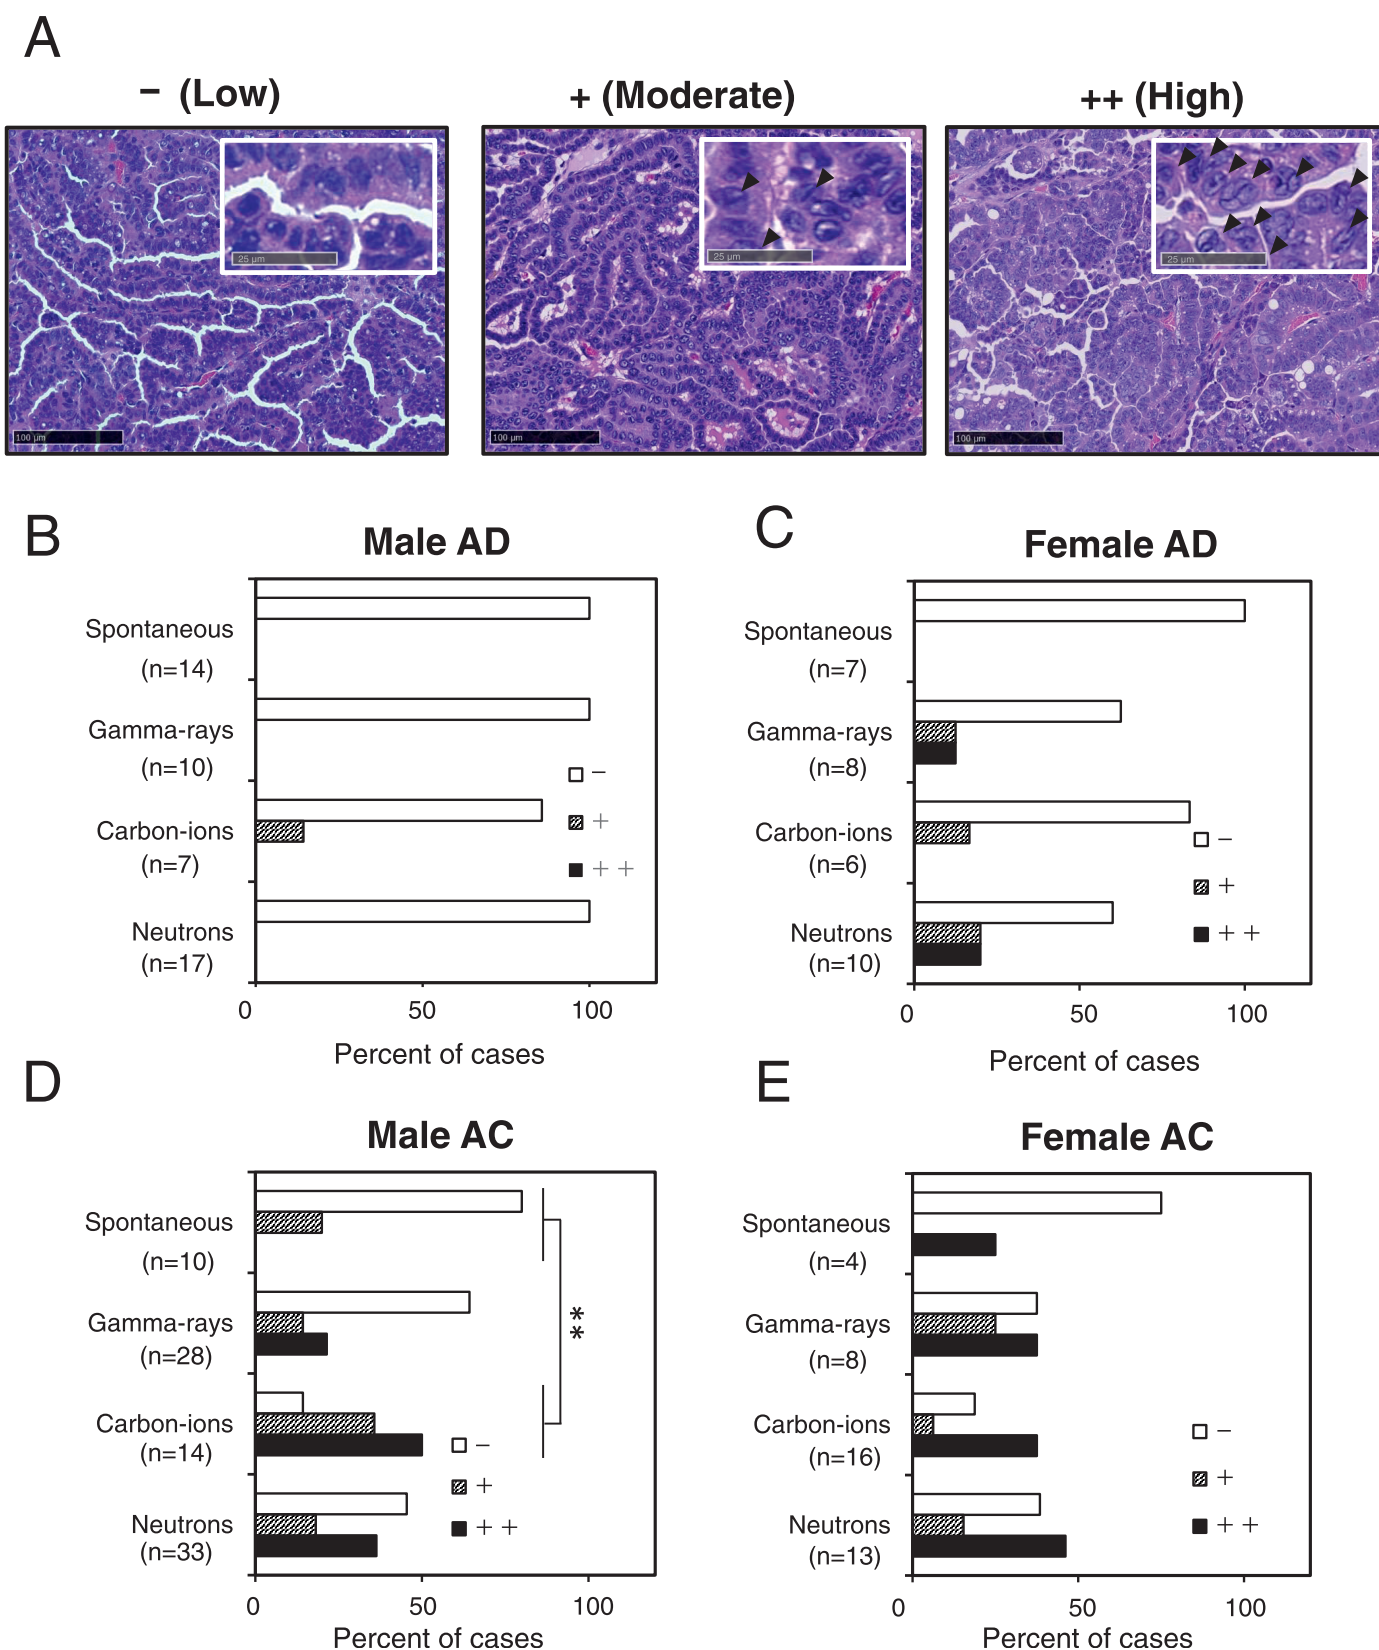 A
− (Low)
+ (Moderate)
++ (High)
25 µm
25 µm
25 µm
100 µm
100 µm
100 µm
B
Male AD
Spontaneous
(n=14)
Gamma-rays
(n=10)
Carbon-ions
(n=7)
Neutrons
(n=17)
−
+
+ +
0 50 100
Percent of cases
C
Female AD
Spontaneous
(n=7)
Gamma-rays
(n=8)
Carbon-ions
(n=6)
Neutrons
(n=10)
−
+
+ +
0 50 100
Percent of cases
D
Male AC
Spontaneous
(n=10)
Gamma-rays
(n=28)
Carbon-ions
(n=14)
Neutrons
(n=33)
**
−
+
+ +
0 50 100
Percent of cases
E
Female AC
Spontaneous
(n=4)
Gamma-rays
(n=8)
Carbon-ions
(n=16)
Neutrons
(n=13)
−
+
+ +
0 50 100
Percent of cases